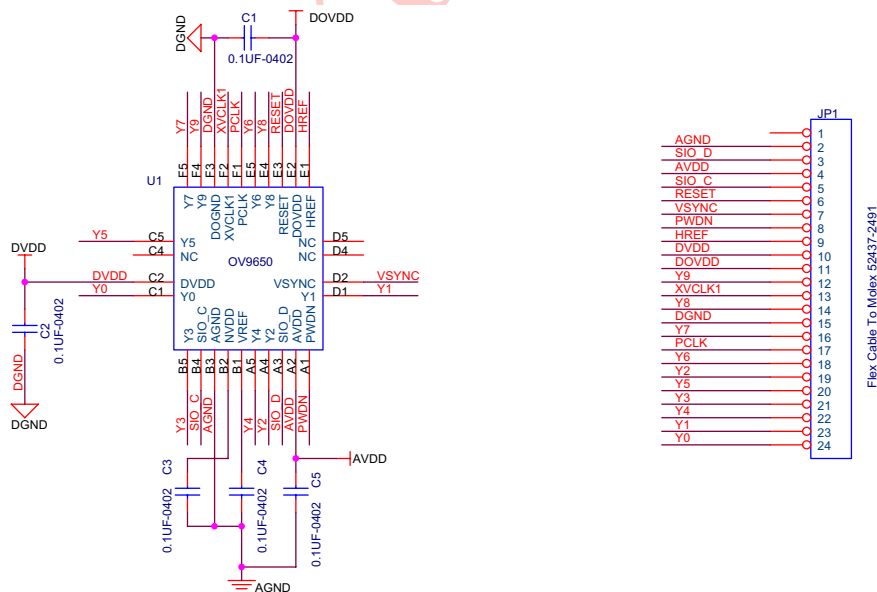 C1
DOVDD
DGND
0.1UF-0402
Y7
Y9
DGND
XVCLK1
PCLK
Y6
Y8
RESET
DOVDD
HREF
F5
F4
F3
F2
F1
E5
E4
E3
E2
E1
U1
Y7
Y9
DOGND
XVCLK1
PCLK
Y6
Y8
RESET
DOVDD
HREF
Y5
C5
Y5
NC
D5
C4
NC
NC
D4
OV9650
DVDD
DVDD
C2
DVDD
VSYNC
D2
VSYNC
Y0
C1
Y0
Y1
D1
Y1
C2
0.1UF-0402
DGND
DGND
Y3
SIO_C
AGND
NVDD
VREF
Y4
Y2
SIO_D
AVDD
PWDN
B5
B4
B3
B2
B1
A5
A4
A3
A2
A1
Y3
SIO_C
AGND
Y4
Y2
SIO_D
AVDD
PWDN
AVDD
C3
0.1UF-0402
C4
0.1UF-0402
C5
0.1UF-0402
AGND
JP1
1
AGND 2
SIO_D 3
AVDD 4
SIO_C 5
RESET 6
VSYNC 7
PWDN 8
HREF 9
DVDD 10
DOVDD 11
Y9 12
XVCLK1 13
Y8 14
DGND 15
Y7 16
PCLK 17
Y6 18
Y2 19
Y5 20
Y3 21
Y4 22
Y1 23
Y0 24
Flex Cable To Molex 52437-2491